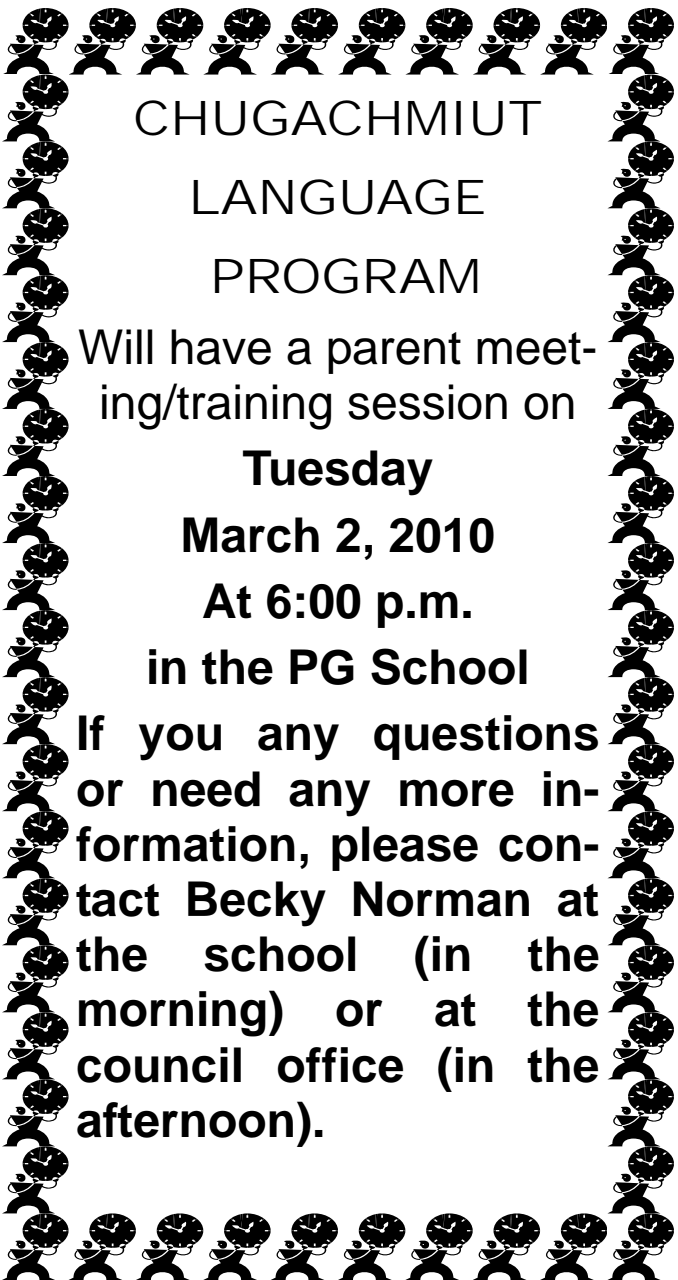 CHUGACHMIUT
LANGUAGE
PROGRAM
Will have a parent meet-
ing/training session on
Tuesday
March 2, 2010
At 6:00 p.m.
in the PG School
If you any questions
or need any more in-
formation, please con-
tact Becky Norman at
the school (in the
morning) or at the
council office (in the
afternoon).